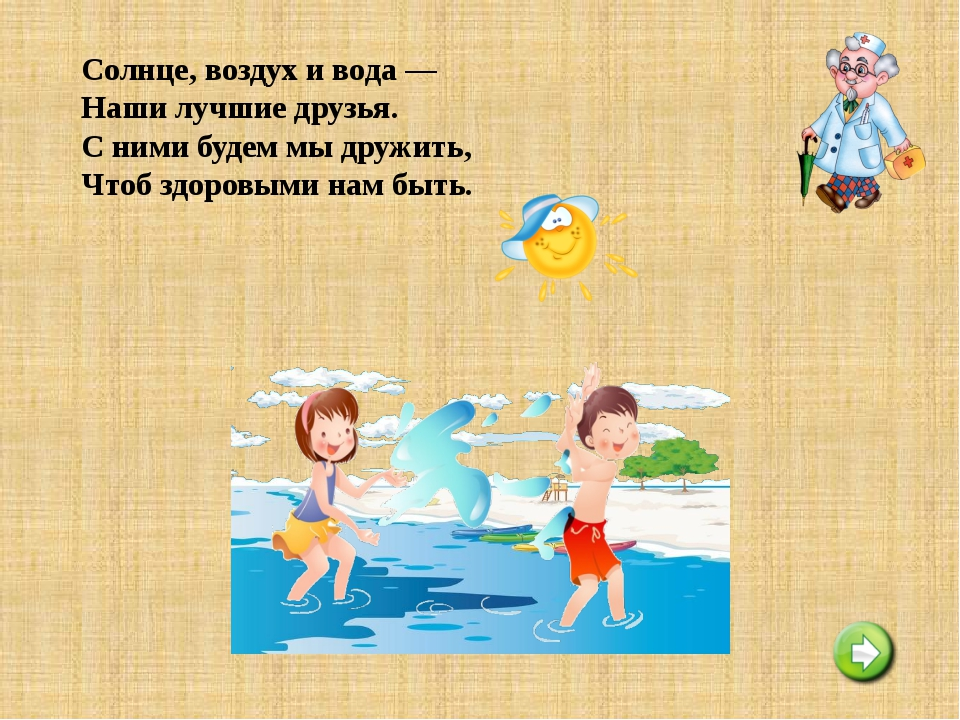 Солнце, воздух и вода —
Наши лучшие друзья.
С ними будем мы дружить,
Чтоб здоровыми нам быть.